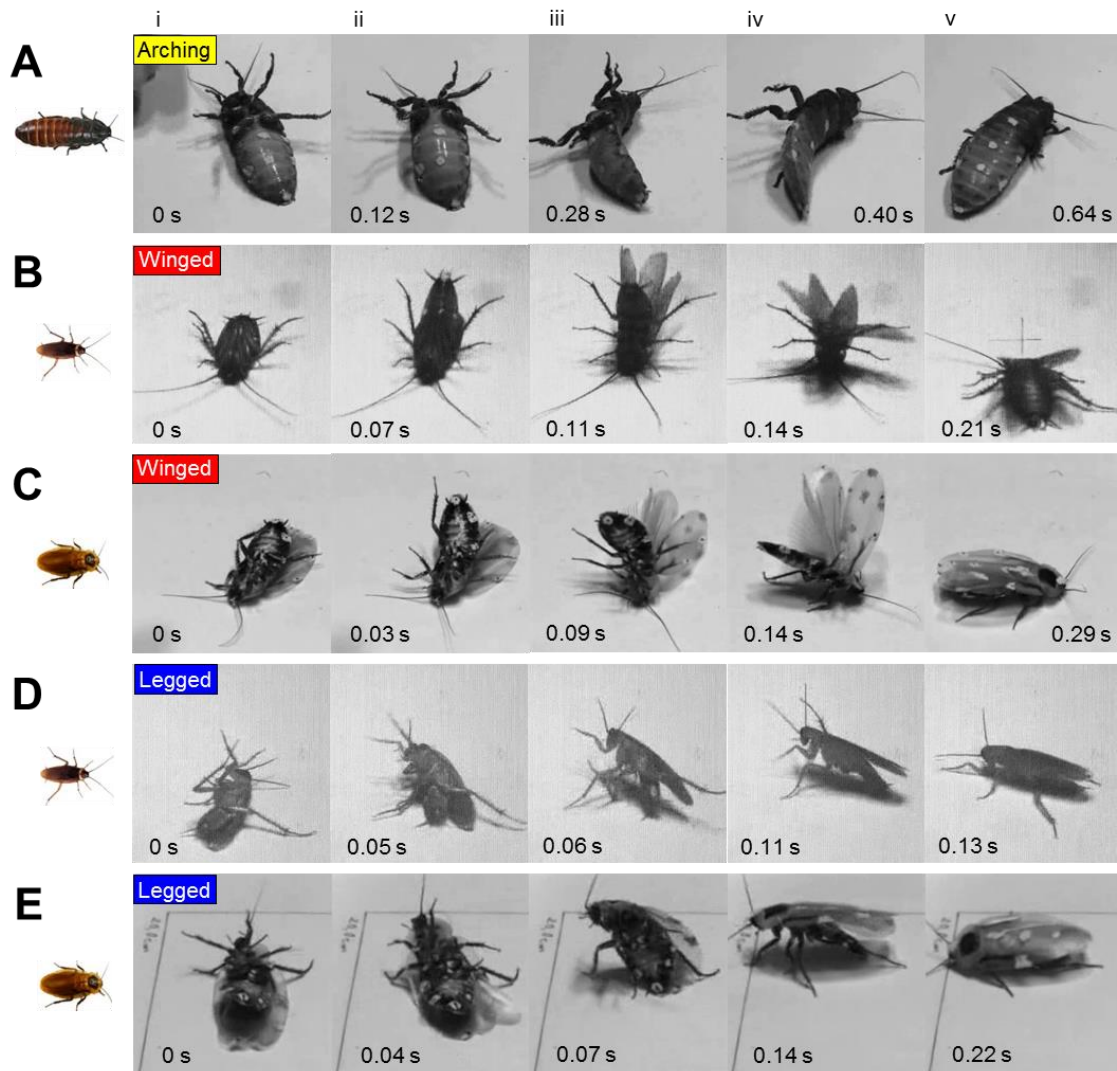 i ii iii iv v
A
Arching
0 s 0.12 s 0.28 s 0.40 s 0.64 s
B
Winged
0 s 0.07 s 0.11 s 0.14 s 0.21 s
C
Winged
0 s 0.03 s 0.09 s 0.14 s 0.29 s
D
Legged
0 s 0.05 s 0.06 s 0.11 s 0.13 s
E
Legged
0 s 0.04 s 0.07 s 0.14 s 0.22 s